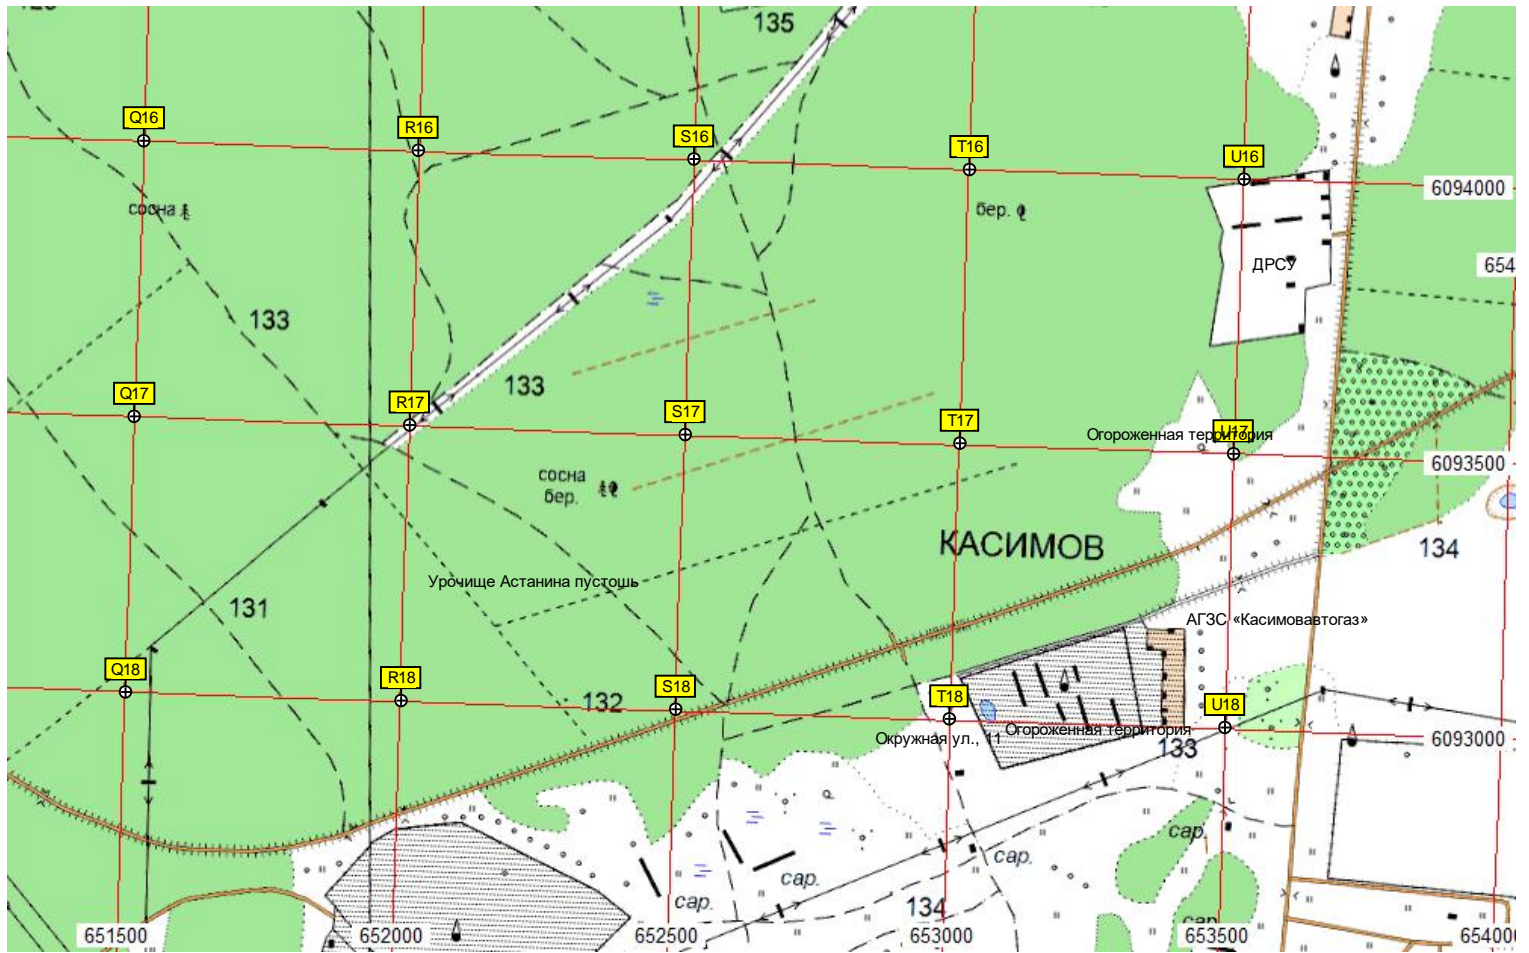 135
Q16
R16
S16
T16
U16
6094000
сосна
бер.
ДРСУ
654
133
133
Q17
R17
S17
T17
U17
Огороженная территория
6093500
сосна
бер.
КАСИМОВ
134
Урочище Астанина пустошь
131
АГЗС «Касимовавтогаз»
Q18
R18
S18
T18
U18
132
Окружная ул., 11
Огороженная территория
133
6093000
сар.
сар.
сар.
сар.
134
сар
651500
652000
652500
653000
653500
65400